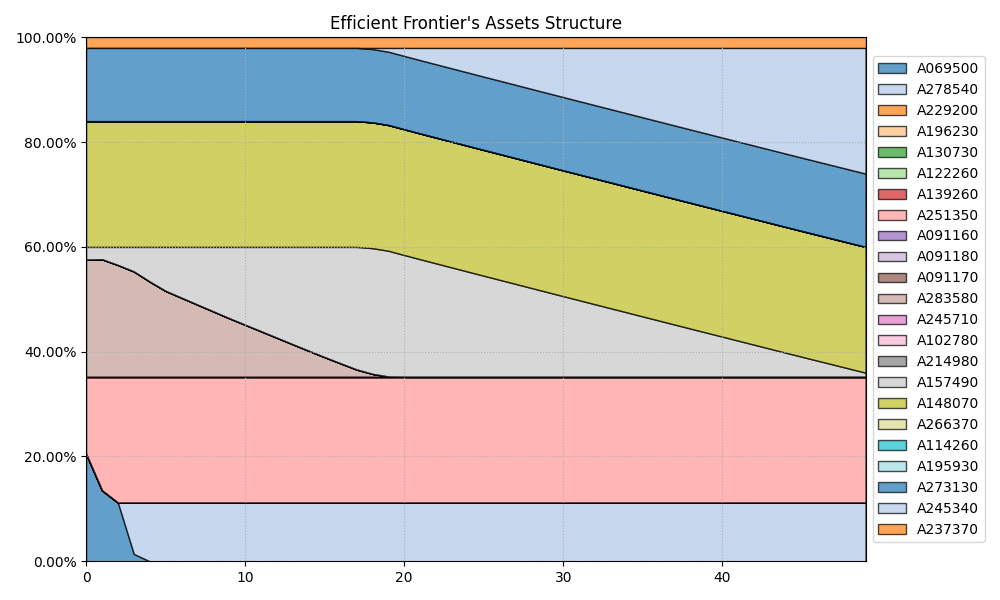 Efficient Frontier's Assets Structure
100.00%
80.00%
60.00%
40.00%
20.00%
0.00%
0
10
20
30
40
A069500
A278540
A229200
A196230
A130730
A122260
A139260
A251350
A091160
A091180
A091170
A283580
A245710
A102780
A214980
A157490
A148070
A266370
A114260
A195930
A273130
A245340
A237370